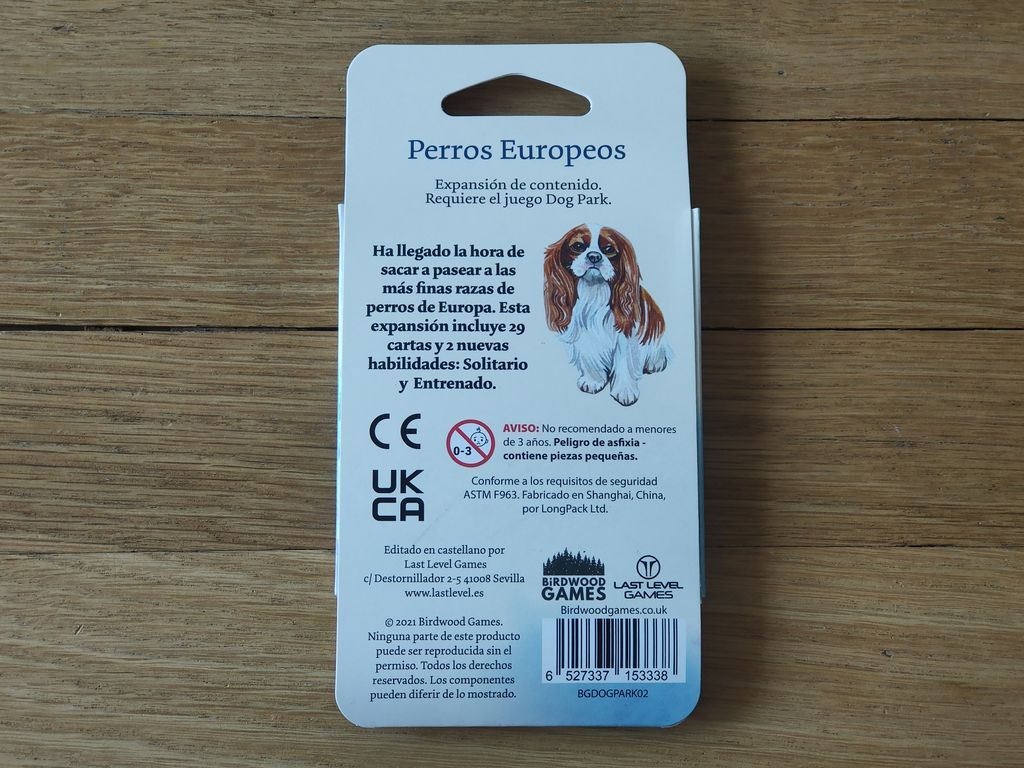 Perros Europeos
Expansión de contenido.
Requiere el juego Dog Park.
Ha llegado la hora de
sacar a pasear a las
más finas razas de
perros de Europa. Esta
expansión incluye 29
cartas y 2 nuevas
habilidades: Solitario
y Entrenado.
CE
0-3
AVISO: No recomendado a menores
de 3 años. Peligro de asfixia -
contiene piezas pequeñas.
UK
CA
Conforme a los requisitos de seguridad
ASTM F963. Fabricado en Shanghai, China,
por LongPack Ltd.
Editado en castellano por
Last Level Games
c/ Destornillador 2-5 41008 Sevilla
www.lastlevel.es
BIRDWOOD
GAMES
LAST LEVEL
GAMES
Birdwoodgames.co.uk
© 2021 Birdwood Games.
Ninguna parte de este producto
puede ser reproducida sin el
permiso. Todos los derechos
reservados. Los componentes
pueden diferir de lo mostrado.
6 527337 153338
BGDOGPARK02